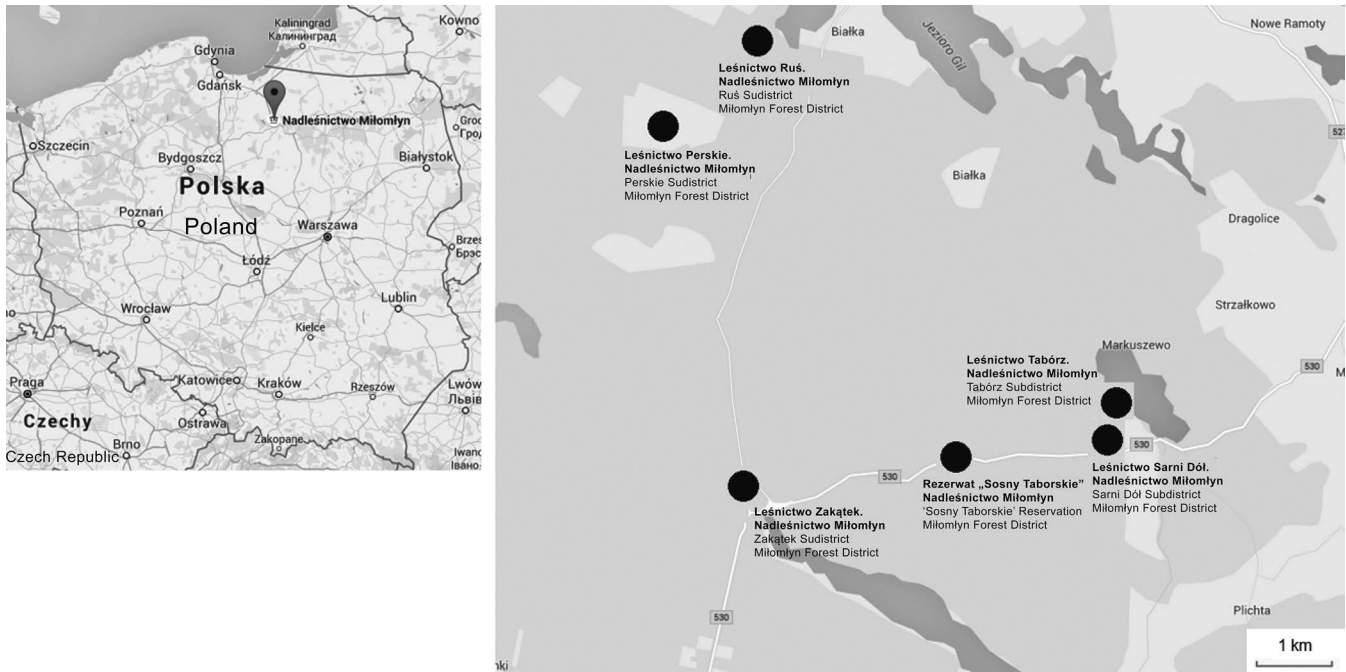 Kaliningrad
Калининград
Kowno
Gdynia
Gdańsk
Nadleśnictwo Miłomłyn
Szczecin
Bydgoszcz
Białystok
Polska
Poland
Poznań
Warszawa
Łódź
Wrocław
Lublin
Kielce
Praga
Katowice
Kraków
Rzeszów
Lwów
Львів
Czechy
Ostrawa
Zakopane
Brno
Czech Republic
Białka
Jezioro Gil
Nowe Ramoty
Leśnictwo Ruś.
Nadleśnictwo Miłomłyn
Ruś Sudistrict
Miłomłyn Forest District
527
Leśnictwo Perskie.
Nadleśnictwo Miłomłyn
Perskie Sudistrict
Miłomłyn Forest District
Białka
Dragolice
Strzałkowo
Markuszewo
530
Leśnictwo Tabórz.
Nadleśnictwo Miłomłyn
Tabórz Subdistrict
Miłomłyn Forest District
530
530
Leśnictwo Sarni Dół.
Nadleśnictwo Miłomłyn
Sarni Dół Subdistrict
Miłomłyn Forest District
Rezerwat „Sosny Taborskie”
Nadleśnictwo Miłomłyn
‘Sosny Taborskie’ Reservation
Miłomłyn Forest District
Leśnictwo Zakątek.
Nadleśnictwo Miłomłyn
Zakątek Sudistrict
Miłomłyn Forest District
530
Plichta
1 km